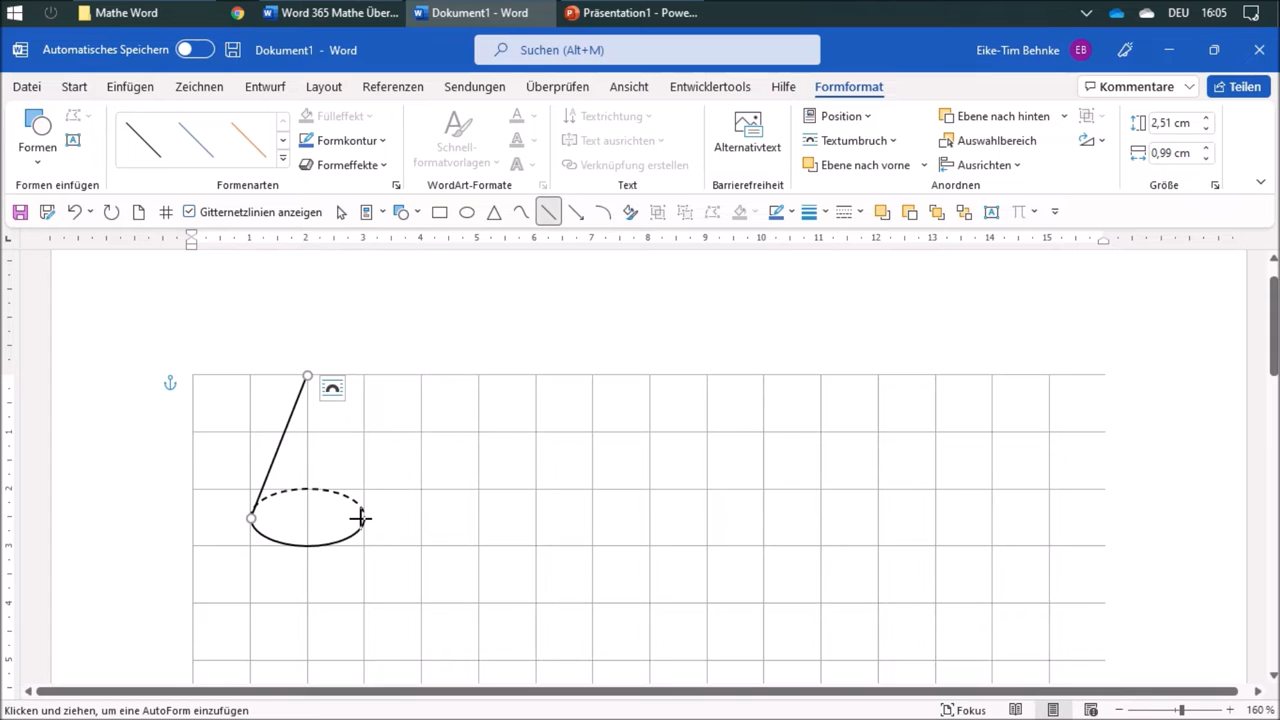 Mathe Word
Word 365 Mathe Über...
Dokument1 - Word
Präsentation1 - Powe...
DEU
16:05
Automatisches Speichern
Dokument1 - Word
Suchen (Alt+M)
Eike-Tim Behnke
EB
Datei
Start
Einfügen
Zeichnen
Entwurf
Layout
Referenzen
Sendungen
Überprüfen
Ansicht
Entwicklertools
Hilfe
Formformat
Kommentare
Teilen
Formen
Fülleffekt
Formkontur
Formeffekte
Schnell-
formatvorlagen
Textrichtung
Text ausrichten
Verknüpfung erstellen
Alternativtext
Position
Textumbruch
Ebene nach vorne
Ebene nach hinten
Auswahlbereich
Ausrichten
2,51 cm
0,99 cm
Formen einfügen
Formenarten
WordArt-Formate
Text
Barrierefreiheit
Anordnen
Größe
Gitternetzlinien anzeigen
1 2 3 4 5 6 7 8 9 10 11 12 13 14 15
1
2
3
4
5
Klicken und ziehen, um eine AutoForm einzufügen
Fokus
160 %